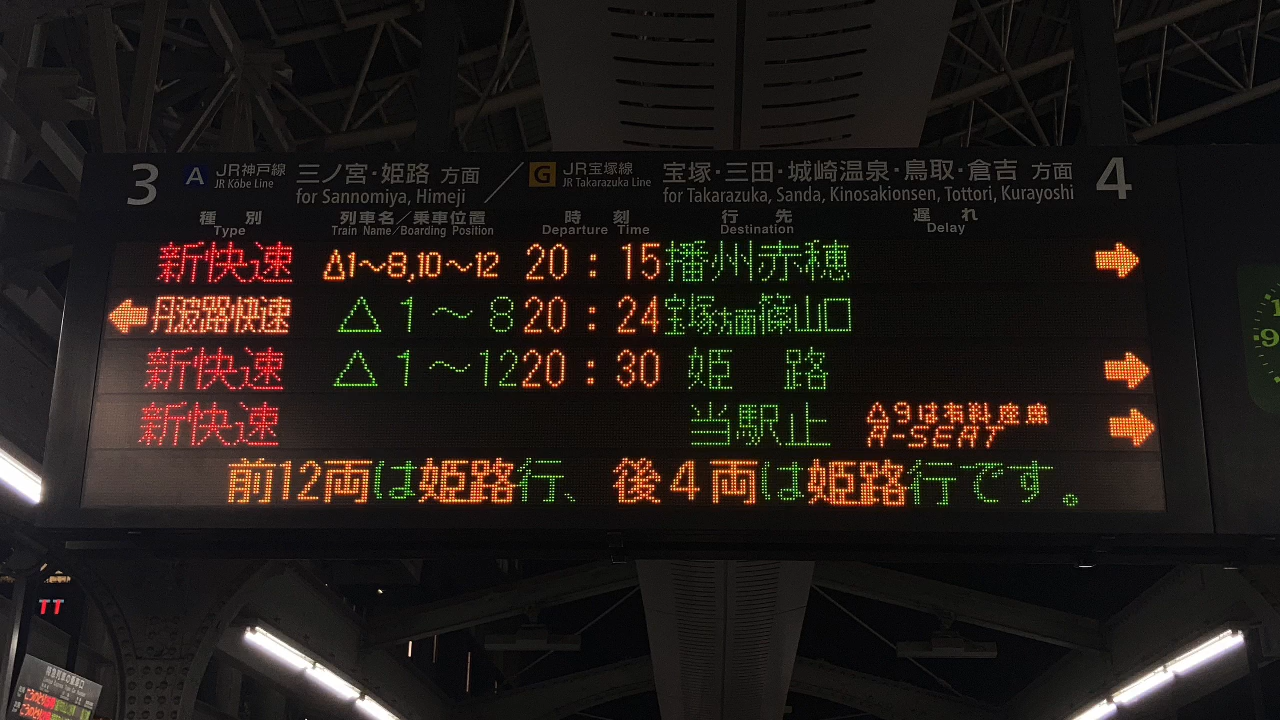 3 A JR神戸線 三ノ宮・姫路 方面 / G JR宝塚線 宝塚・三田・城崎温泉・鳥取・倉吉 方面 4
JR Kōbe Line for Sannomiya, Himeji JR Takarazuka Line for Takarazuka, Sanda, Kinosakionsen, Tottori, Kurayoshi
種別 列車名/乗車位置 時刻 行先 遅れ
Type Train Name/Boarding Position Departure Time Destination Delay
新快速 △1~8,10~12 20:15 播州赤穂 ➡
⬅ 丹波路快速 △1~8 20:24 宝塚方面篠山口
新快速 △1~12 20:30 姫路 ➡
新快速 当駅止 △9は有料座席 ➡
A-SEAT
前12両は姫路行、 後4両は姫路行です。
TT